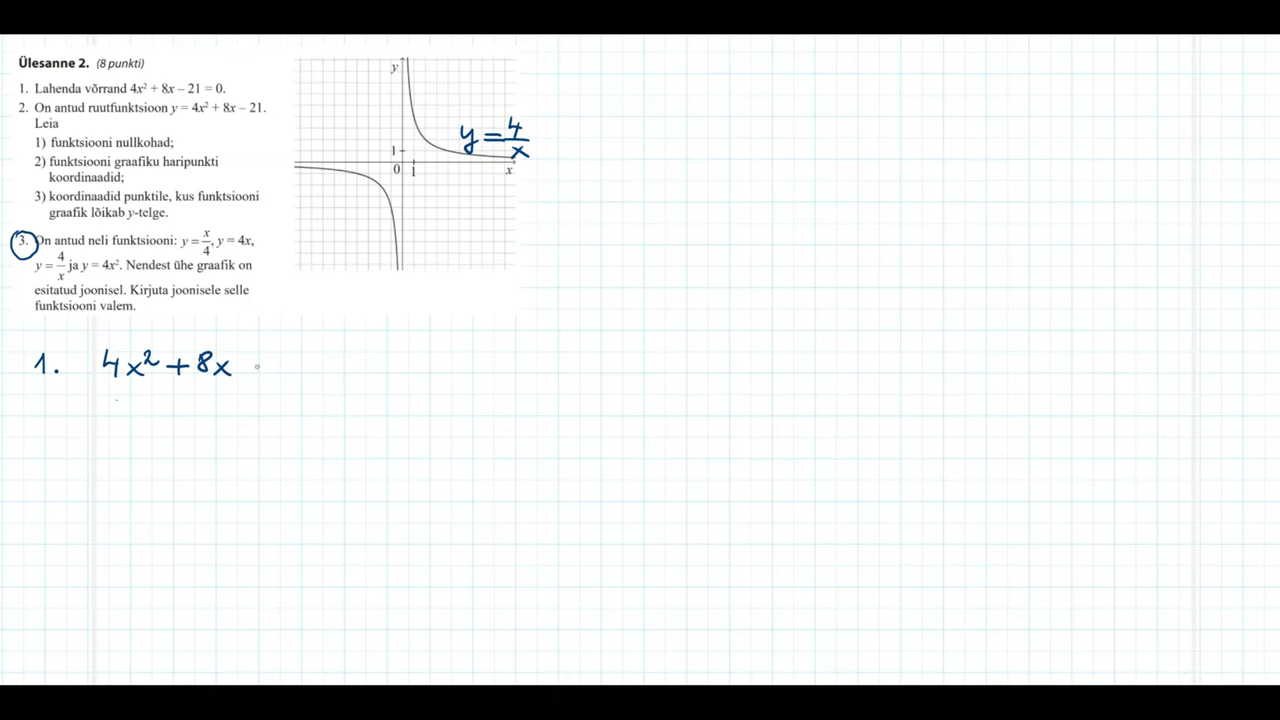 Ülesanne 2. (8 punkti)
1. Lahenda võrrand 4x² + 8x – 21 = 0.
2. On antud ruutfunktsioon y = 4x² + 8x – 21.
Leia
1) funktsiooni nullkohad;
2) funktsiooni graafiku haripunkti
koordinaadid;
3) koordinaadid punktile, kus funktsiooni
graafik lõikab y-telge.
3. On antud neli funktsiooni: y = x/4, y = 4x,
y = 4/x ja y = 4x². Nendest ühe graafik on
esitatud joonisel. Kirjuta joonisele selle
funktsiooni valem.
y
1
0 1 x
y = 4/x
1. 4x² + 8x